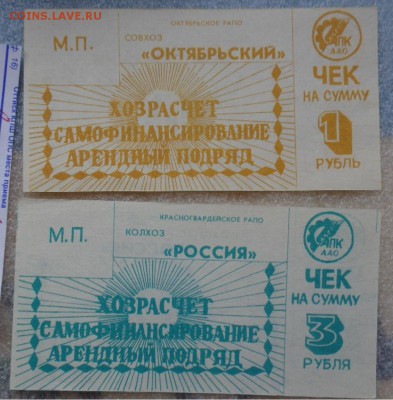 COINS.LAVE.RU
ОКТЯБРЬСКОЕ РАПО
М.П.
СОВХОЗ
«ОКТЯБРЬСКИЙ»
ХОЗРАСЧЕТ
САМОФИНАНСИРОВАНИЕ
АРЕНДНЫЙ ПОДРЯД
АПК
ААО
ЧЕК
НА СУММУ
1
РУБЛЬ
КРАСНОГВАРДЕЙСКОЕ РАПО
М.П.
КОЛХОЗ
«РОССИЯ»
ХОЗРАСЧЕТ
САМОФИНАНСИРОВАНИЕ
АРЕНДНЫЙ ПОДРЯД
АПК
ААО
ЧЕК
НА СУММУ
3
РУБЛЯ